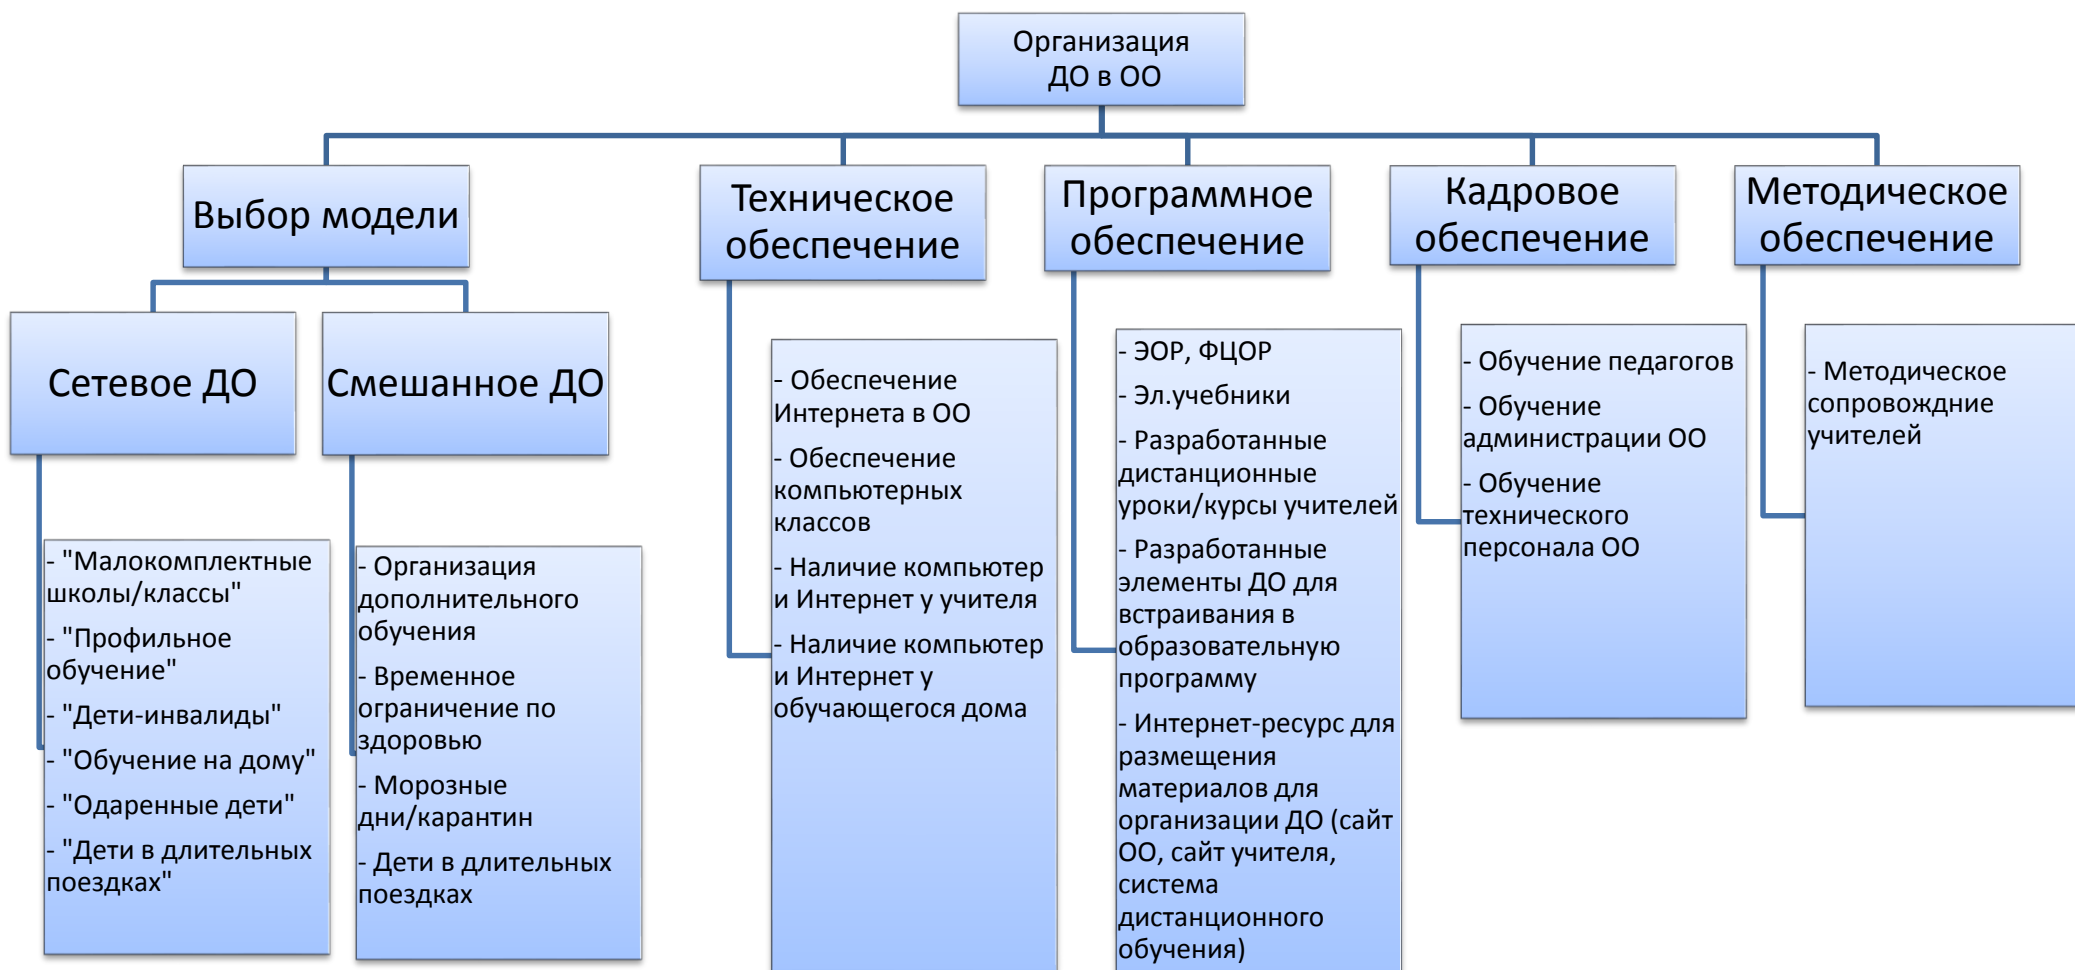 Организация
ДО в ОО
Выбор модели
Техническое
обеспечение
Программное
обеспечение
Кадровое
обеспечение
Методическое
обеспечение
Сетевое ДО
Смешанное ДО
- "Малокомплектные
школы/классы"
- "Профильное
обучение"
- "Дети-инвалиды"
- "Обучение на дому"
- "Одаренные дети"
- "Дети в длительных
поездках"
- Организация
дополнительного
обучения
- Временное
ограничение по
здоровью
- Морозные
дни/карантин
- Дети в длительных
поездках
- Обеспечение
Интернета в ОО
- Обеспечение
компьютерных
классов
- Наличие компьютер
и Интернет у учителя
- Наличие компьютер
и Интернет у
обучающегося дома
- ЭОР, ФЦОР
- Эл.учебники
- Разработанные
дистанционные
уроки/курсы учителей
- Разработанные
элементы ДО для
встраивания в
образовательную
программу
- Интернет-ресурс для
размещения
материалов для
организации ДО (сайт
ОО, сайт учителя,
система
дистанционного
обучения)
- Обучение педагогов
- Обучение
администрации ОО
- Обучение
технического
персонала ОО
- Методическое
сопровождние
учителей